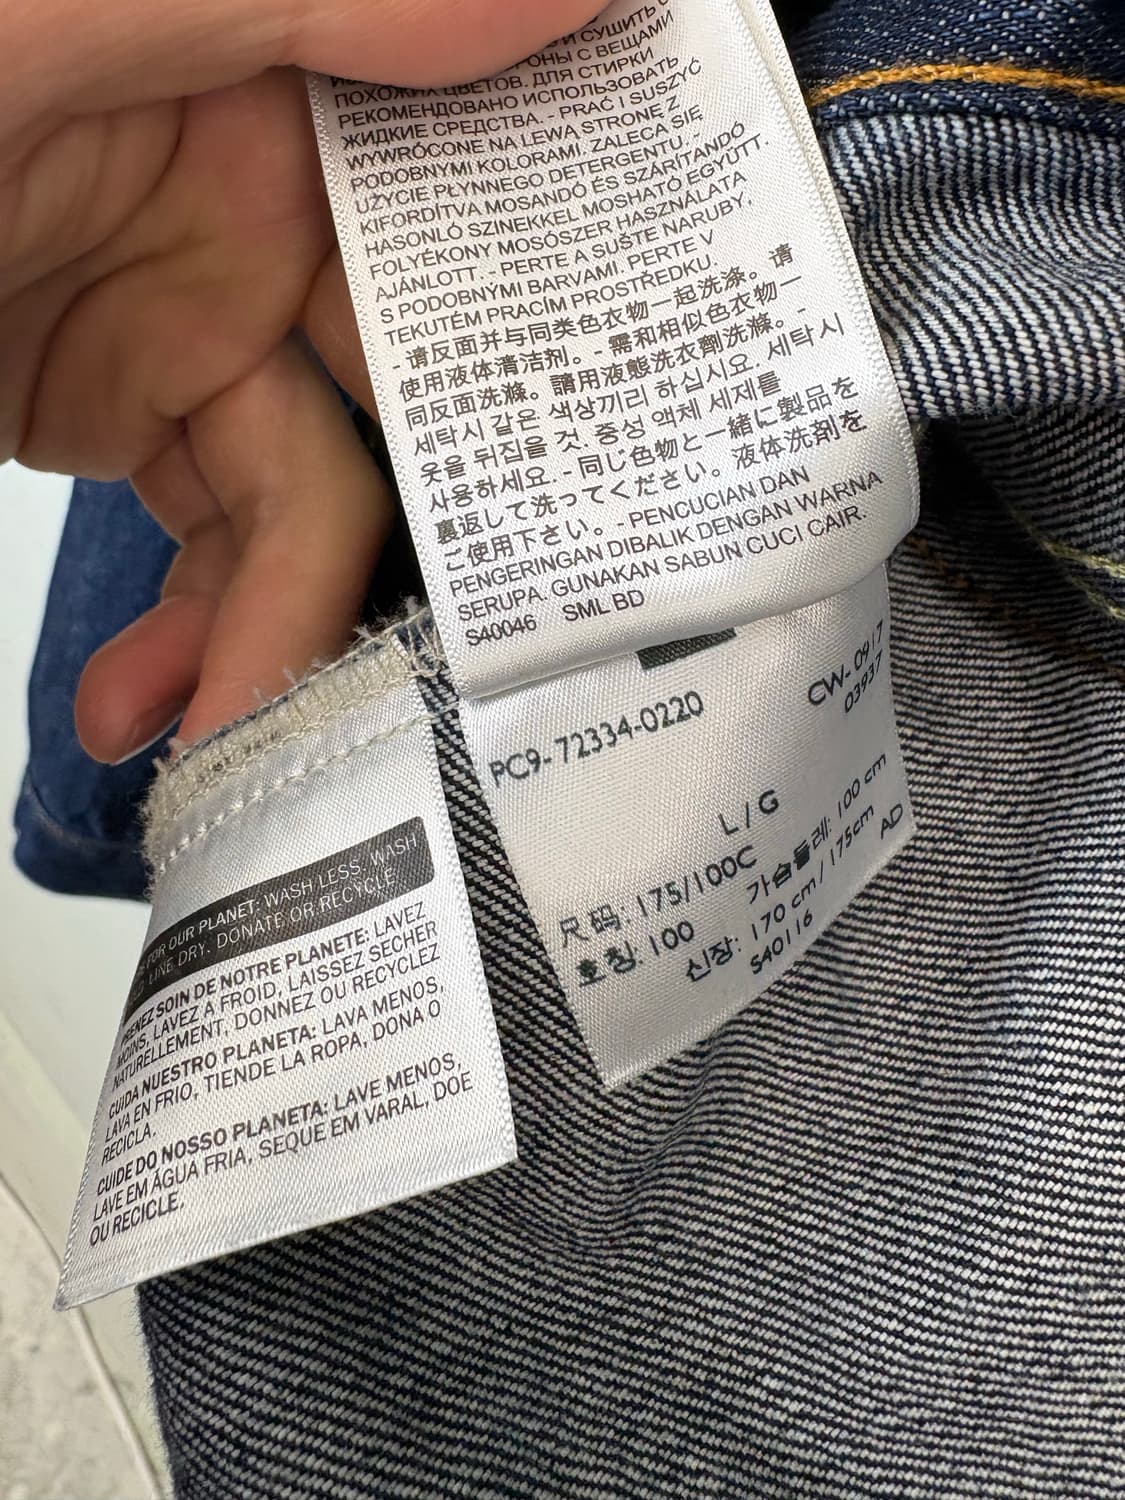 И СУШИТЬ С
РОНЫ С ВЕЩАМИ
ПОХОЖИХ ЦВЕТОВ. ДЛЯ СТИРКИ
РЕКОМЕНДОВАНО ИСПОЛЬЗОВАТЬ
ЖИДКИЕ СРЕДСТВА. - PRAĆ I SUSZYĆ
WYWRÓCONE NA LEWĄ STRONĘ Z
PODOBNYMI KOLORAMI. ZALECA SIĘ
UŻYCIE PŁYNNEGO DETERGENTU. -
KIFORDÍTVA MOSANDÓ ÉS SZÁRÍTANDÓ
HASONLÓ SZINEKKEL MOSHATÓ EGYÜTT.
FOLYÉKONY MOSÓSZER HASZNÁLATA
AJÁNLOTT. - PERTE A SUŠTE NARUBY,
S PODOBNÝMI BARVAMI. PERTE V
TEKUTÉM PRACÍM PROSTŘEDKU.
- 请反面并与同类色衣物一起洗涤。请
使用液体清洁剂。- 需和相似色衣物一
同反面洗滌。請用液態洗衣劑洗滌。-
세탁시 같은 색상끼리 하십시요. 세탁시
옷을 뒤집을 것. 중성 액체 세제를
사용하세요. - 同じ色物と一緒に製品を
裏返して洗ってください。液体洗剤を
ご使用下さい。- PENCUCIAN DAN
PENGERINGAN DIBALIK DENGAN WARNA
SERUPA. GUNAKAN SABUN CUCI CAIR.
S40046 SML BD
CW- 0917
03937
PC9-72334-0220
L / G
尺码: 175/100C
호칭: 100 가슴둘레: 100 cm
신장: 170 cm / 175cm
S40116 AD
FOR OUR PLANET: WASH LESS, WASH
LINE DRY, DONATE OR RECYCLE.
PRENEZ SOIN DE NOTRE PLANETE: LAVEZ
MOINS, LAVEZ A FROID, LAISSEZ SECHER
NATURELLEMENT, DONNEZ OU RECYCLEZ
CUIDA NUESTRO PLANETA: LAVA MENOS,
LAVA EN FRIO, TIENDE LA ROPA, DONA O
RECICLA.
CUIDE DO NOSSO PLANETA: LAVE MENOS,
LAVE EM ÁGUA FRIA, SEQUE EM VARAL, DOE
OU RECICLE.